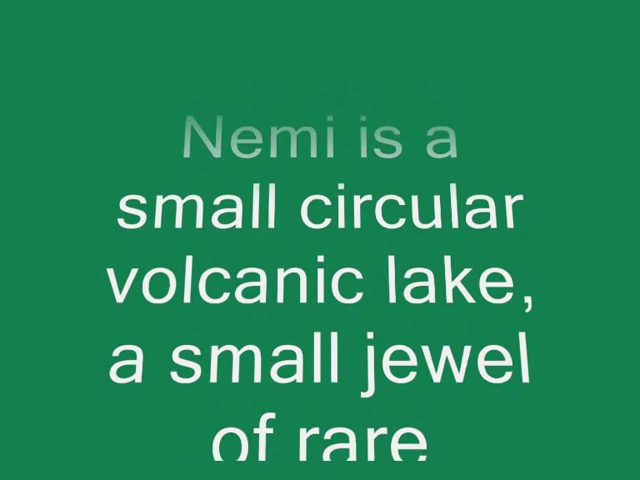 Nemi is a
small circular
volcanic lake,
a small jewel
of rare